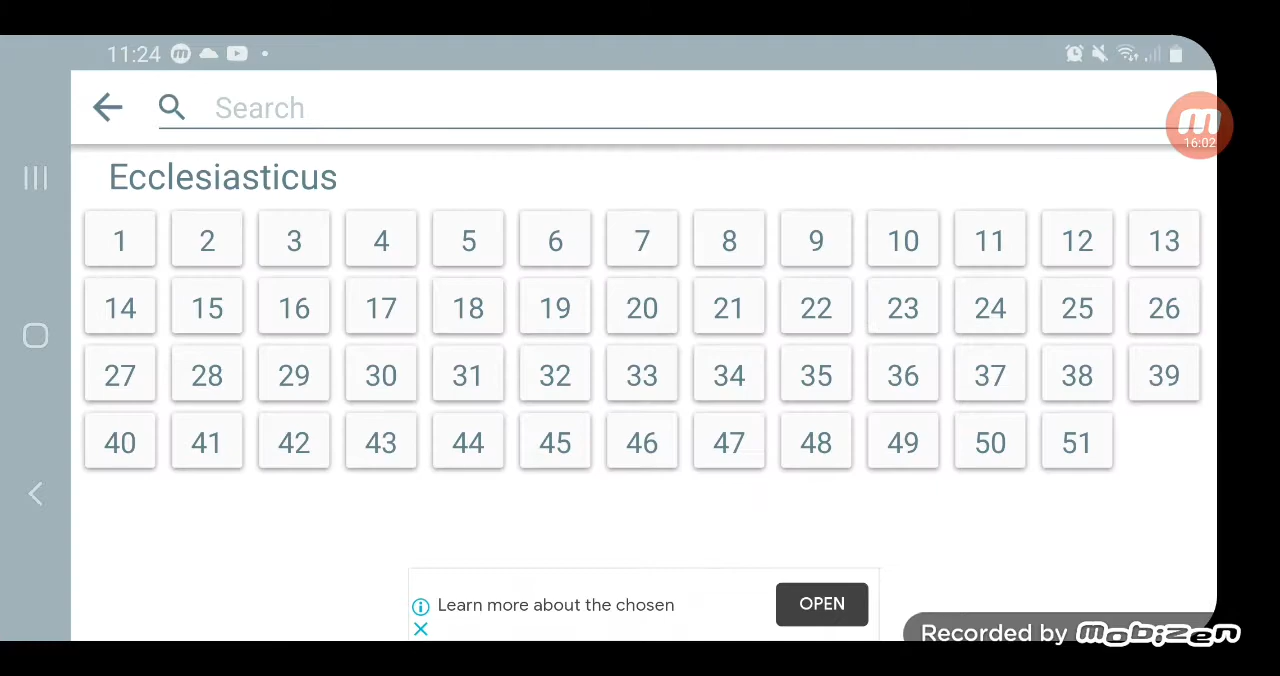 11:24
Search
16:02
Ecclesiasticus
1 2 3 4 5 6 7 8 9 10 11 12 13
14 15 16 17 18 19 20 21 22 23 24 25 26
27 28 29 30 31 32 33 34 35 36 37 38 39
40 41 42 43 44 45 46 47 48 49 50 51
Learn more about the chosen
OPEN
Recorded by Mobizen